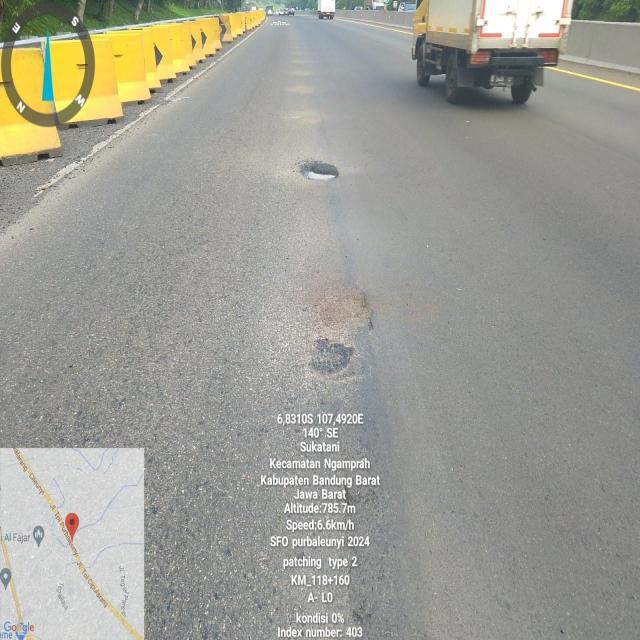 S
E
W
6,8310S 107,4920E
140° SE
Sukatani
Kecamatan Ngamprah
Kabupaten Bandung Barat
Jawa Barat
Altitude:785.7m
Speed:6.6km/h
SFO purbaleunyi 2024
patching type 2
KM_118+160
A- L0
kondisi 0%
Index number: 403
Al Fajar
Google